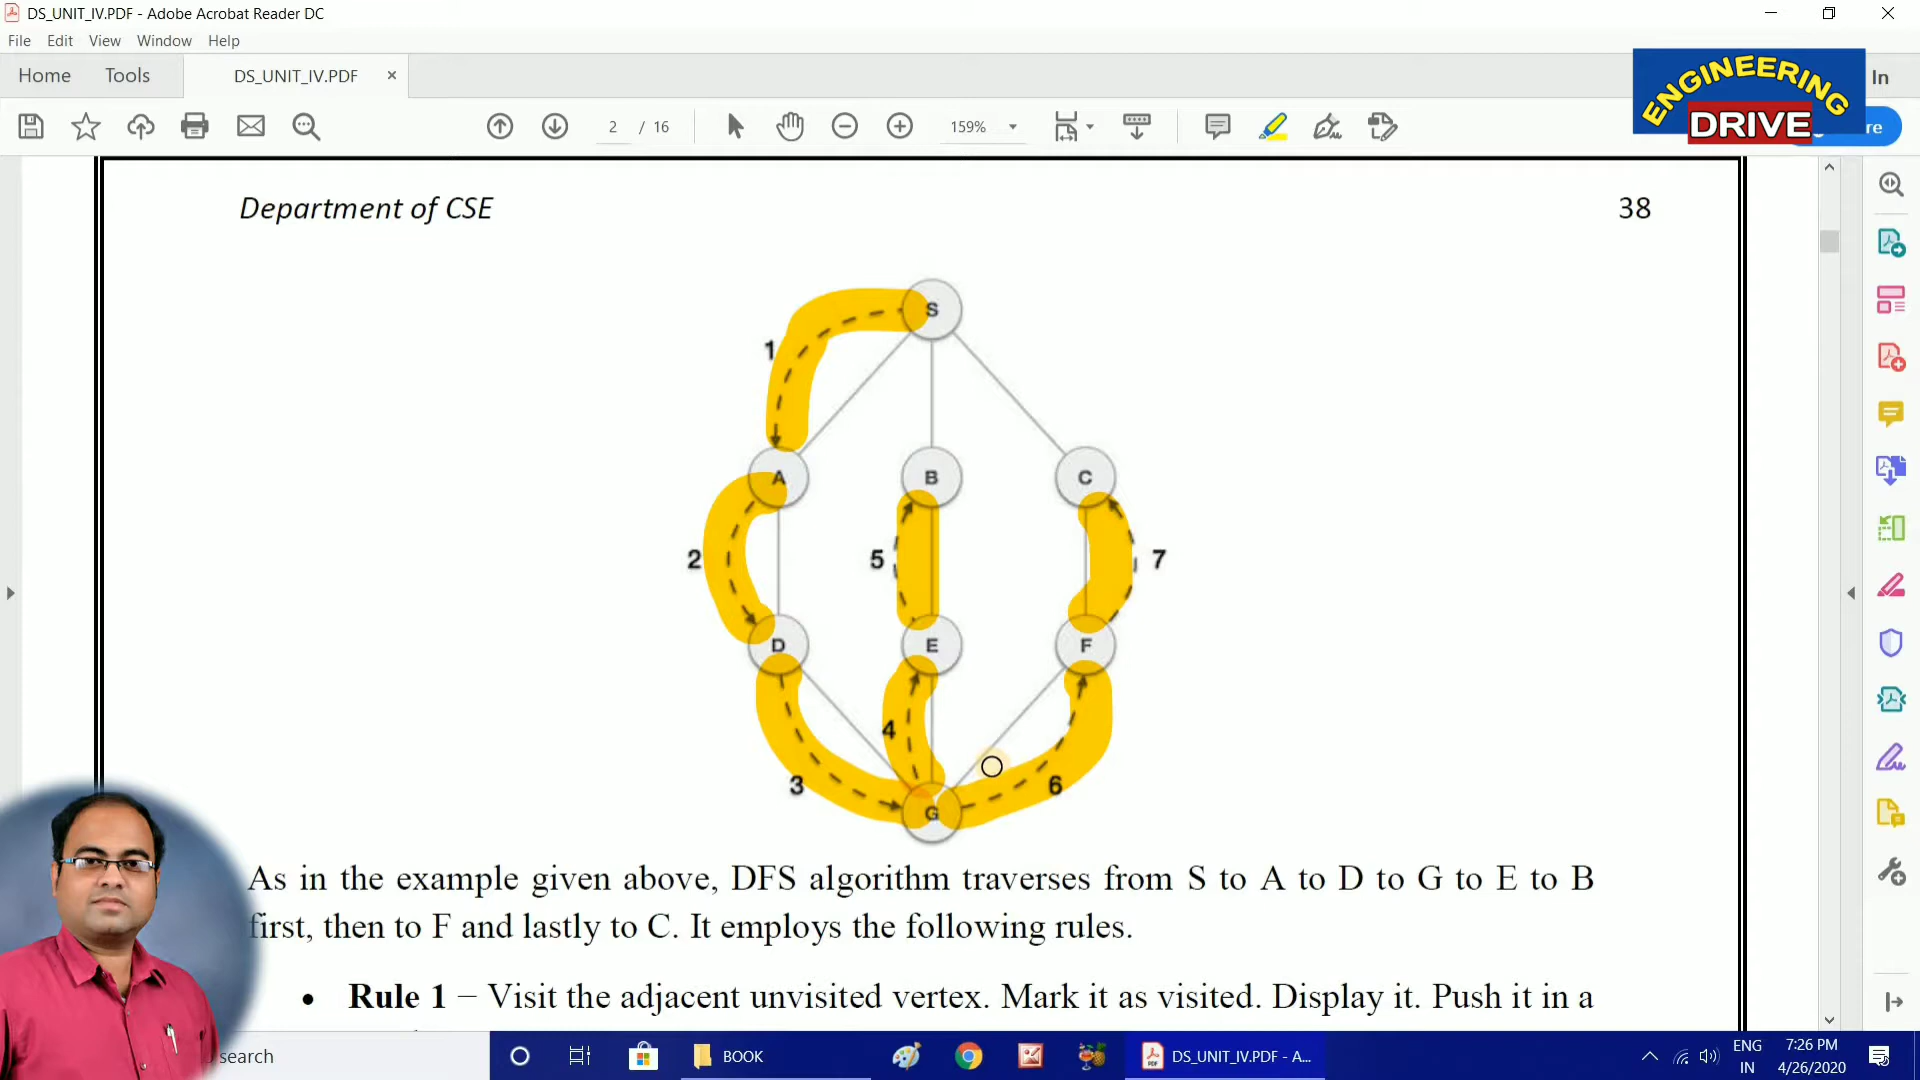 DS_UNIT_IV.PDF - Adobe Acrobat Reader DC
File Edit View Window Help
Home Tools DS_UNIT_IV.PDF
In
ENGINEERING
DRIVE
2 / 16
159%
re
Department of CSE 38
S
1
A B C
2 5 7
D E F
4
3 6
G
As in the example given above, DFS algorithm traverses from S to A to D to G to E to B
first, then to F and lastly to C. It employs the following rules.
• Rule 1 − Visit the adjacent unvisited vertex. Mark it as visited. Display it. Push it in a
search
BOOK
DS_UNIT_IV.PDF - A...
ENG
IN
7:26 PM
4/26/2020